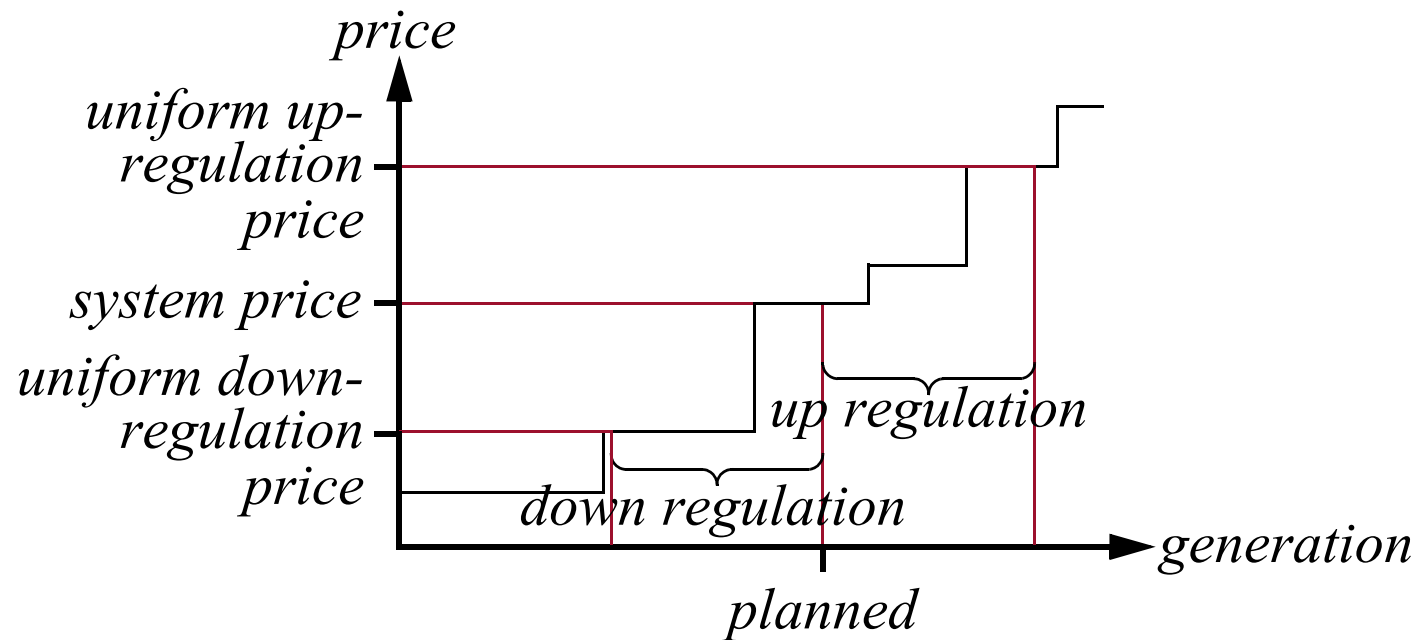 price
uniform up-
regulation
price
system price
uniform down-
regulation
price
up regulation
down regulation
generation
planned